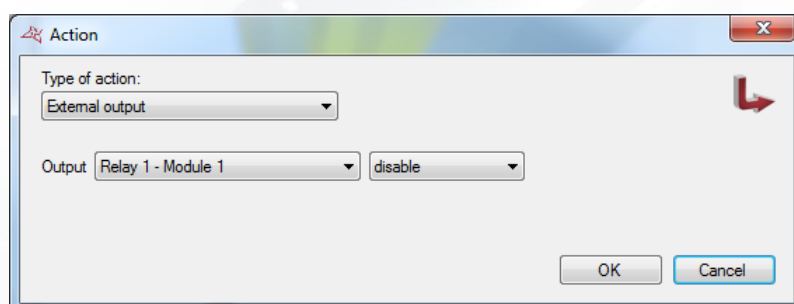 Action
Type of action:
External output
Output Relay 1 - Module 1 disable
OK Cancel